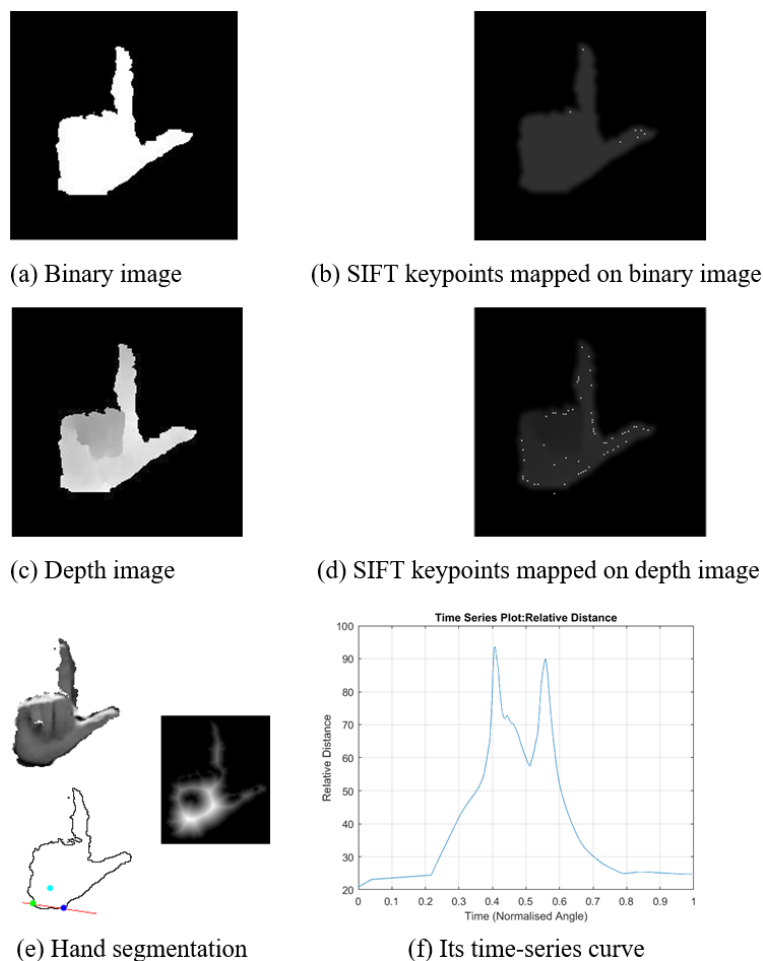 (a) Binary image
(b) SIFT keypoints mapped on binary image
(c) Depth image
(d) SIFT keypoints mapped on depth image
Time Series Plot:Relative Distance
100
90
80
70
60
50
40
30
20
Relative Distance
0 0.1 0.2 0.3 0.4 0.5 0.6 0.7 0.8 0.9 1
Time (Normalised Angle)
(e) Hand segmentation
(f) Its time-series curve